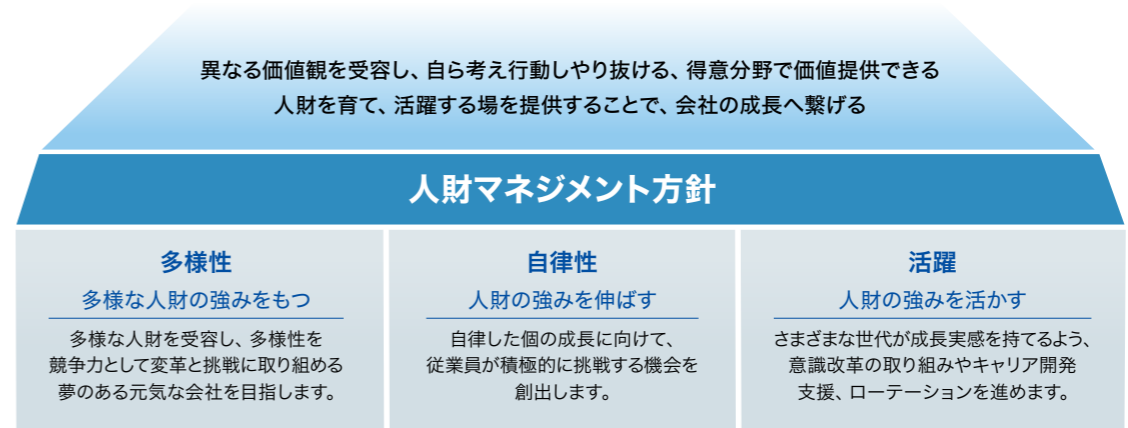 異なる価値観を受容し、自ら考え行動しやり抜ける、得意分野で価値提供できる
人財を育て、活躍する場を提供することで、会社の成長へ繋げる
人財マネジメント方針
多様性
多様な人財の強みをもつ
多様な人財を受容し、多様性を
競争力として変革と挑戦に取り組める
夢のある元気な会社を目指します。
自律性
人財の強みを伸ばす
自律した個の成長に向けて、
従業員が積極的に挑戦する機会を
創出します。
活躍
人財の強みを活かす
さまざまな世代が成長実感を持てるよう、
意識改革の取り組みやキャリア開発
支援、ローテーションを進めます。